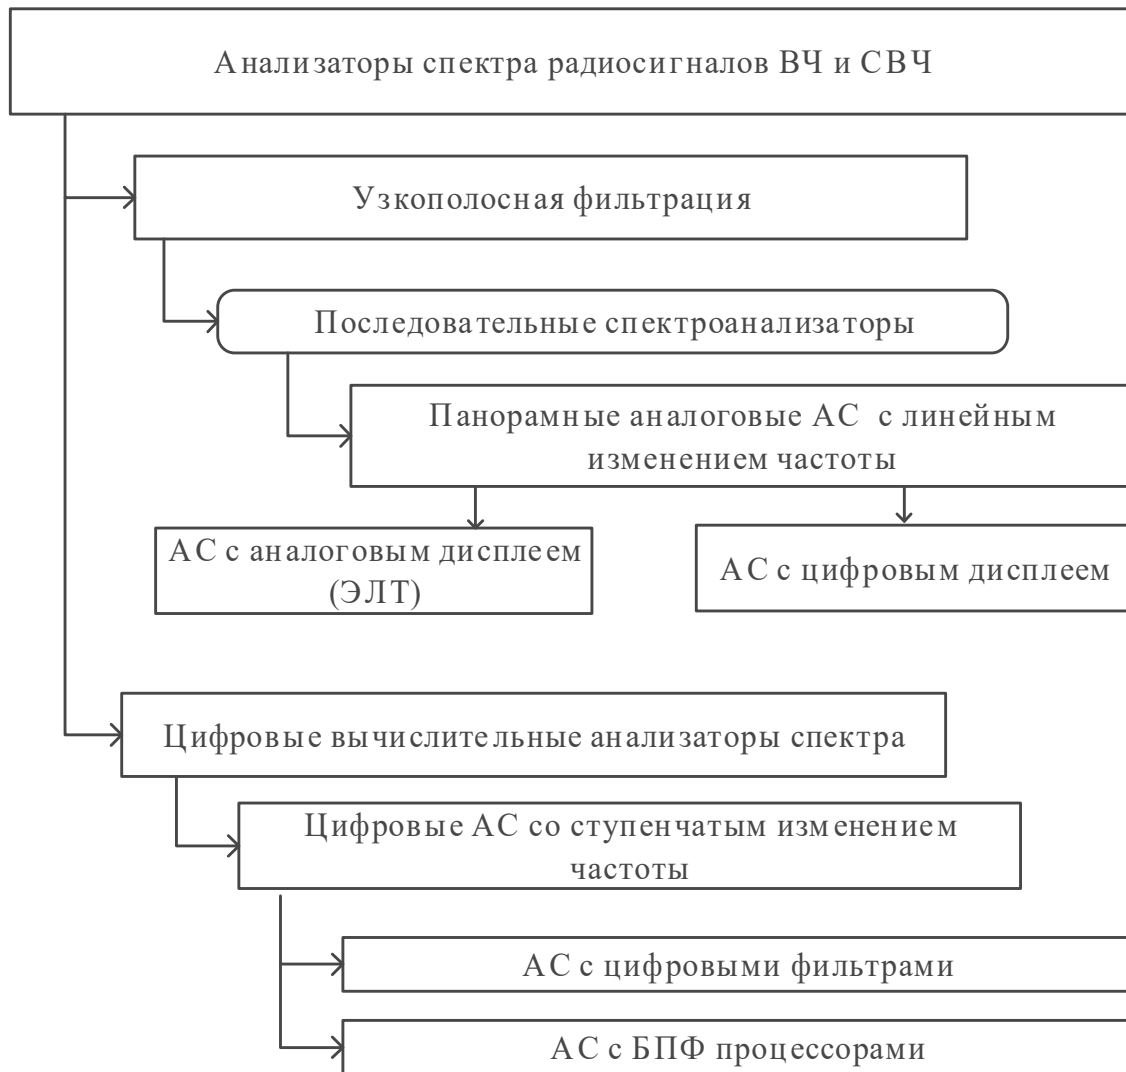 Анализаторы спектра радиосигналов ВЧ и СВЧ
Узкополосная фильтрация
Последовательные спектроанализаторы
Панорамные аналоговые АС с линейным
изменением частоты
АС с аналоговым дисплеем
(ЭЛТ)
АС с цифровым дисплеем
Цифровые вычислительные анализаторы спектра
Цифровые АС со ступенчатым изменением
частоты
АС с цифровыми фильтрами
АС с БПФ процессорами